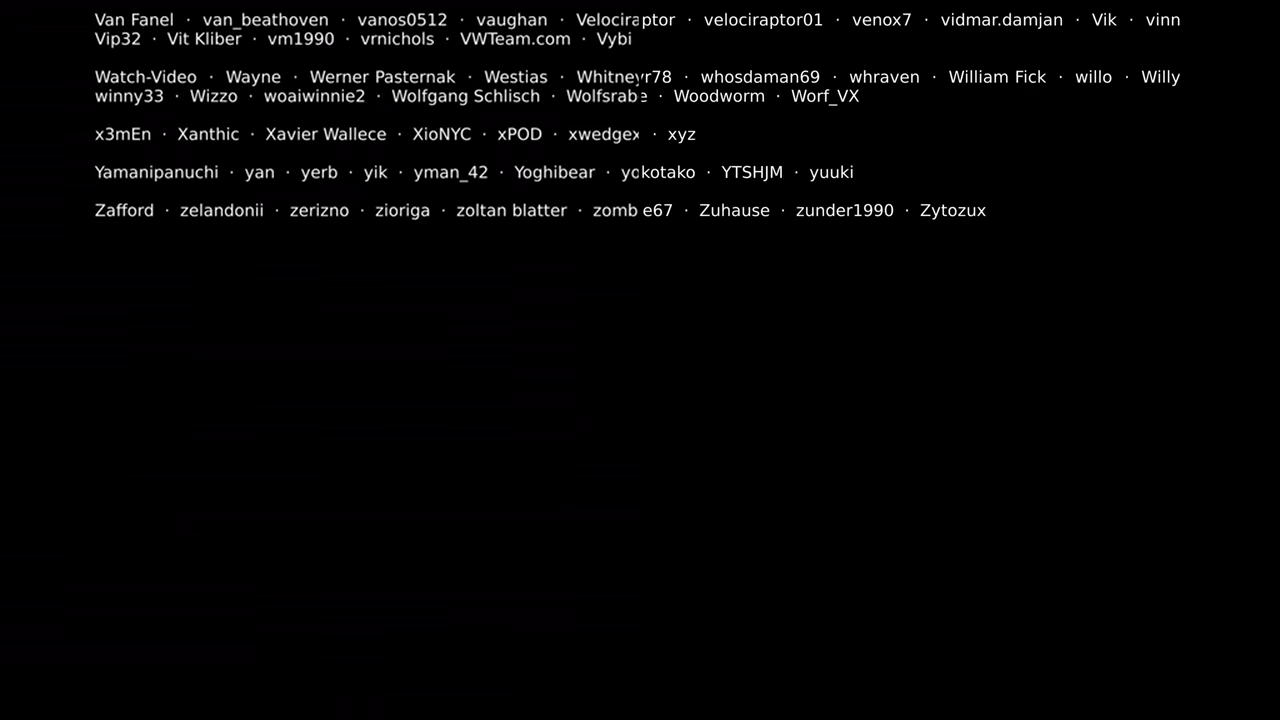 Van Fanel · van_beathoven · vanos0512 · vaughan · Velociraptor · velociraptor01 · venox7 · vidmar.damjan · Vik · vinn
Vip32 · Vit Kliber · vm1990 · vrnichols · VWTeam.com · Vybi
Watch-Video · Wayne · Werner Pasternak · Westias · Whitneyr78 · whosdaman69 · whraven · William Fick · willo · Willy
winny33 · Wizzo · woaiwinnie2 · Wolfgang Schlisch · Wolfsrabe · Woodworm · Worf_VX
x3mEn · Xanthic · Xavier Wallece · XioNYC · xPOD · xwedgex · xyz
Yamanipanuchi · yan · yerb · yik · yman_42 · Yoghibear · yokotako · YTSHJM · yuuki
Zafford · zelandonii · zerizno · zioriga · zoltan blatter · zombie67 · Zuhause · zunder1990 · Zytozux